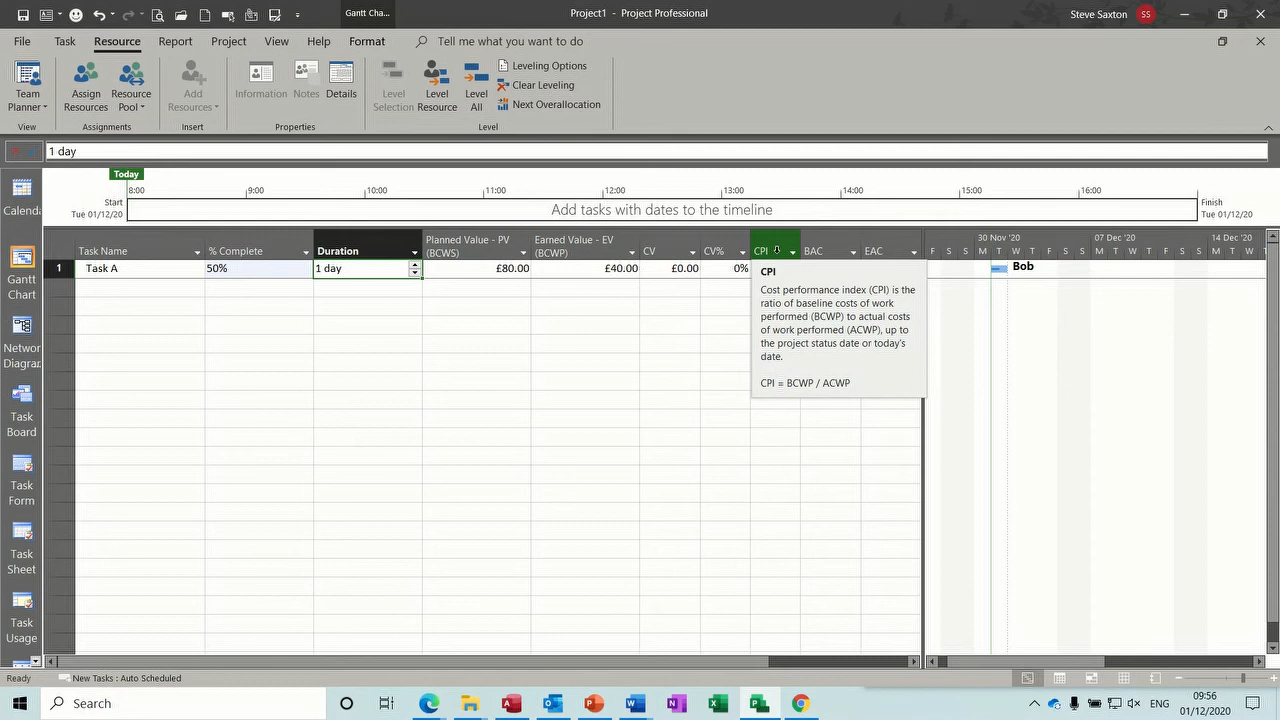 Gantt Cha...
Project1 - Project Professional
Steve Saxton
SS
File
Task
Resource
Report
Project
View
Help
Format
Tell me what you want to do
Team
Planner
Assign
Resources
Resource
Pool
Add
Resources
Information
Notes
Details
Level
Selection
Level
Resource
Level
All
Leveling Options
Clear Leveling
Next Overallocation
View
Assignments
Insert
Properties
Level
1 day
Today
8:00
9:00
10:00
11:00
12:00
13:00
14:00
15:00
16:00
Start
Tue 01/12/20
Add tasks with dates to the timeline
Finish
Tue 01/12/20
Calenda
Gantt
Chart
Network
Diagram
Task
Board
Task
Form
Task
Sheet
Task
Usage
Task Name
% Complete
Duration
Planned Value - PV
(BCWS)
Earned Value - EV
(BCWP)
CV
CV%
CPI
BAC
EAC
30 Nov '20
07 Dec '20
14 Dec '20
F S S M T W T F S S M T W T F S S M T W
1
Task A
50%
1 day
£80.00
£40.00
£0.00
0%
Bob
CPI
Cost performance index (CPI) is the
ratio of baseline costs of work
performed (BCWP) to actual costs
of work performed (ACWP), up to
the project status date or today's
date.
CPI = BCWP / ACWP
Ready
New Tasks : Auto Scheduled
Search
ENG
09:56
01/12/2020